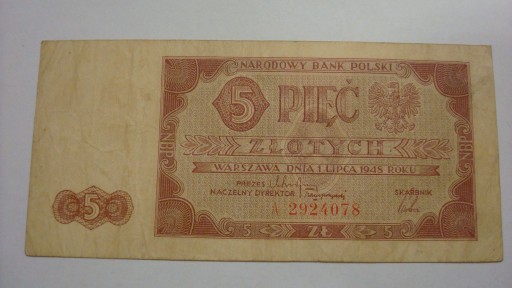 NARODOWY BANK POLSKI
5 PIĘĆ
ZŁOTYCH
NBP
NBP
WARSZAWA DNIA 1 LIPCA 1948 ROKU
PREZES
NACZELNY DYREKTOR
SKARBNIK
A 2924078
5
5 ZŁ 5